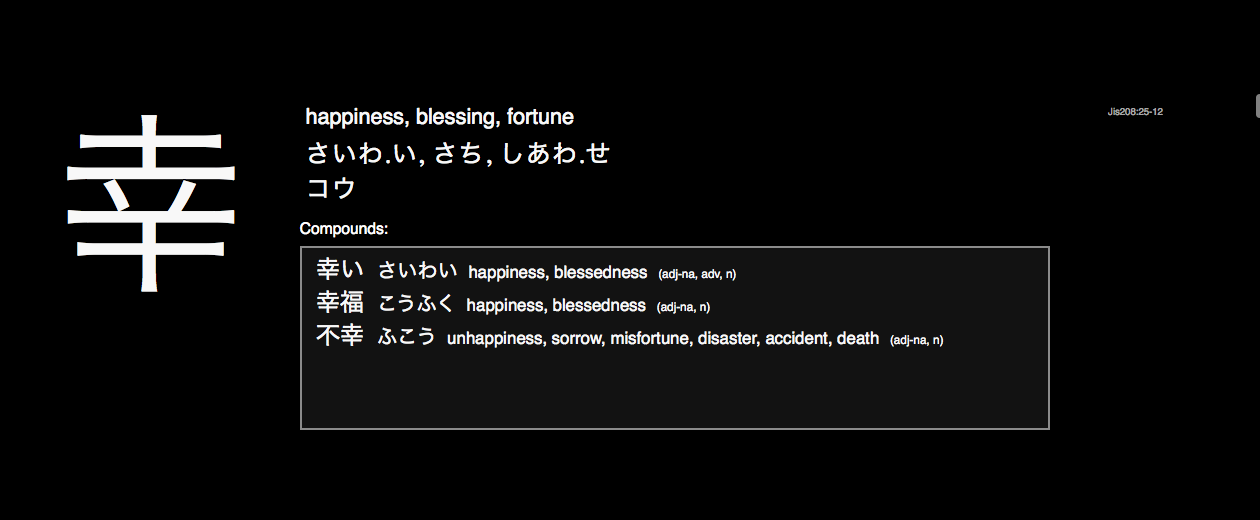 幸
happiness, blessing, fortune
Jis208:25-12
さいわ.い, さち, しあわ.せ
コウ
Compounds:
幸い さいわい happiness, blessedness (adj-na, adv, n)
幸福 こうふく happiness, blessedness (adj-na, n)
不幸 ふこう unhappiness, sorrow, misfortune, disaster, accident, death (adj-na, n)